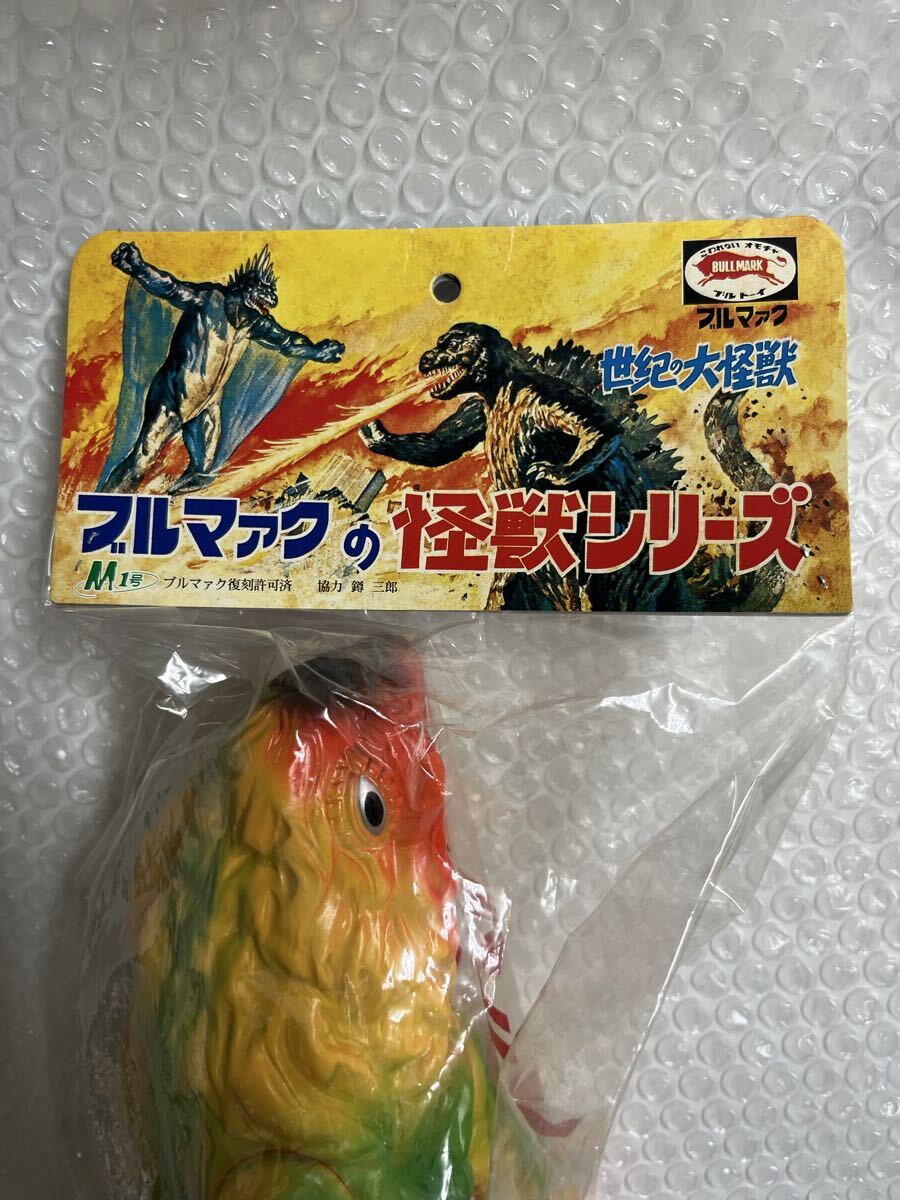 こわれない オモチャ
BULLMARK
ブルトーイ
ブルマァク
世紀の大怪獣
ブルマァクの怪獣シリーズ
M1号 ブルマァク復刻許可済 協力 鐏 三郎